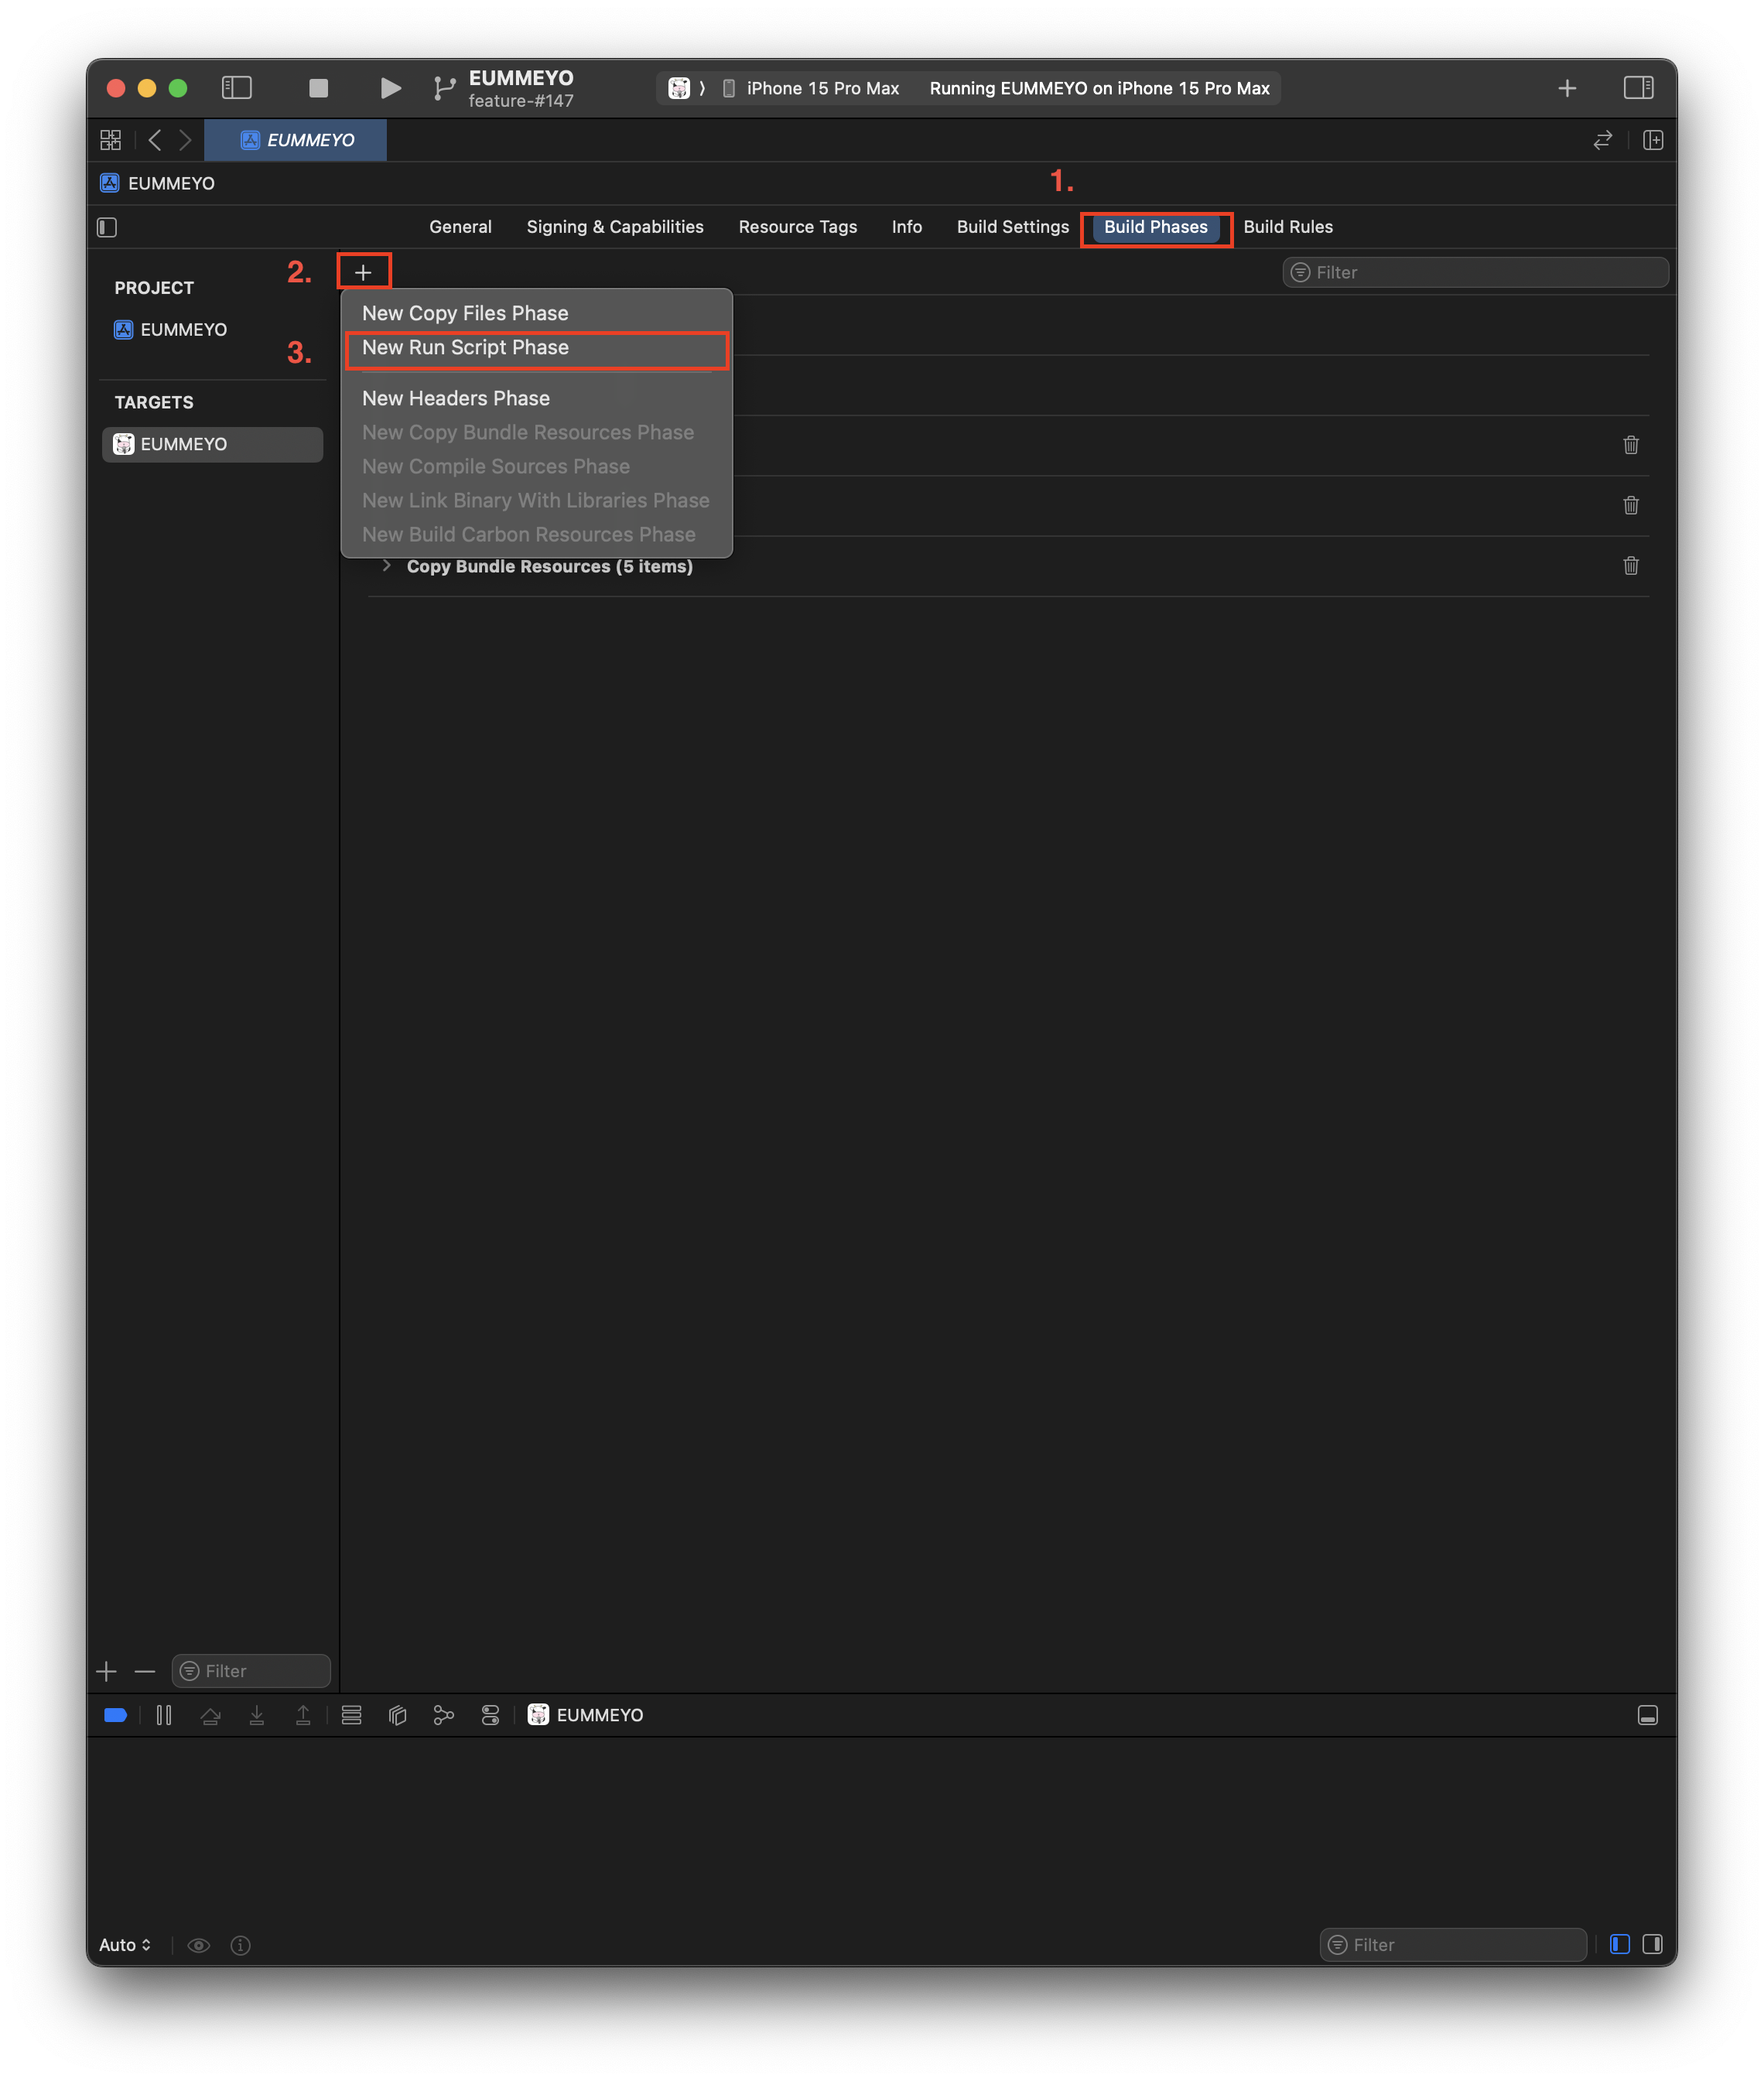 EUMMEYO
feature-#147
iPhone 15 Pro Max
Running EUMMEYO on iPhone 15 Pro Max
EUMMEYO
EUMMEYO
1.
General
Signing & Capabilities
Resource Tags
Info
Build Settings
Build Phases
Build Rules
2.
Filter
PROJECT
EUMMEYO
3.
TARGETS
EUMMEYO
New Copy Files Phase
New Run Script Phase
New Headers Phase
New Copy Bundle Resources Phase
New Compile Sources Phase
New Link Binary With Libraries Phase
New Build Carbon Resources Phase
Copy Bundle Resources (5 items)
Filter
EUMMEYO
Auto
Filter